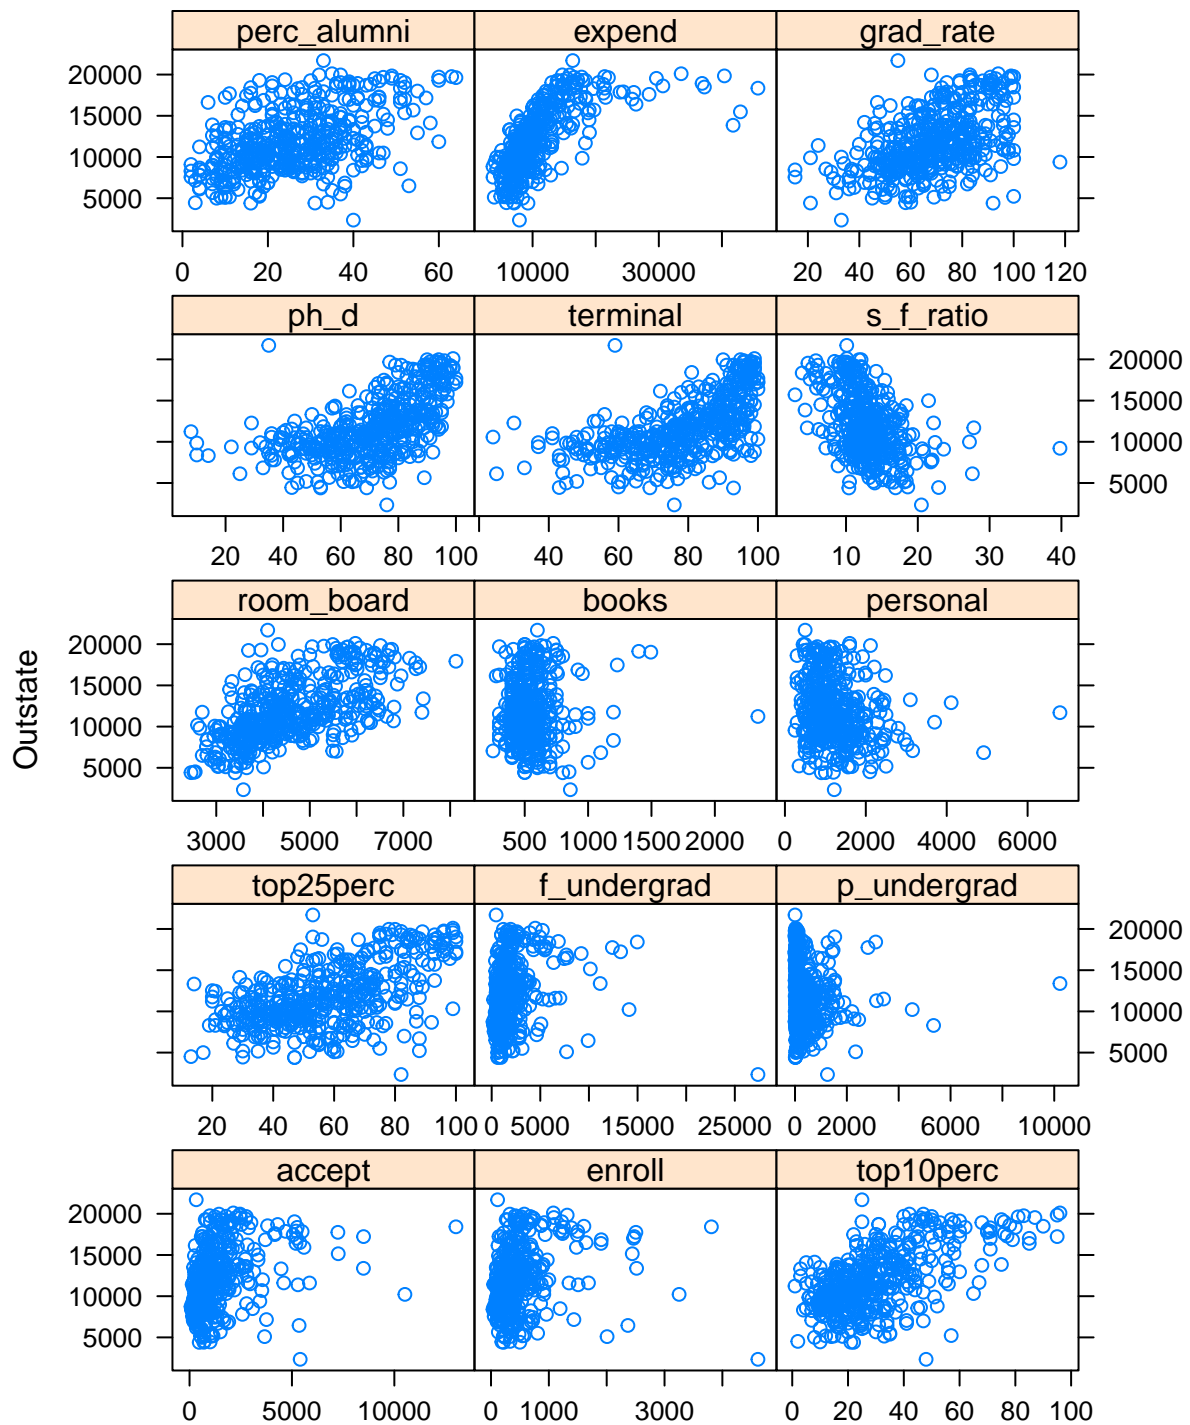 perc_alumni expend grad_rate
20000
15000
10000
5000
0 20 40 60 10000 30000 20 40 60 80 100 120
ph_d terminal s_f_ratio
20000
15000
10000
5000
20 40 60 80 100 40 60 80 100 10 20 30 40
room_board books personal
Outstate
20000
15000
10000
5000
3000 5000 7000 500 1000 1500 2000 0 2000 4000 6000
top25perc f_undergrad p_undergrad
20000
15000
10000
5000
20 40 60 80 100 0 5000 15000 25000 0 2000 6000 10000
accept enroll top10perc
20000
15000
10000
5000
0 5000 10000 0 1000 3000 0 20 40 60 80 100